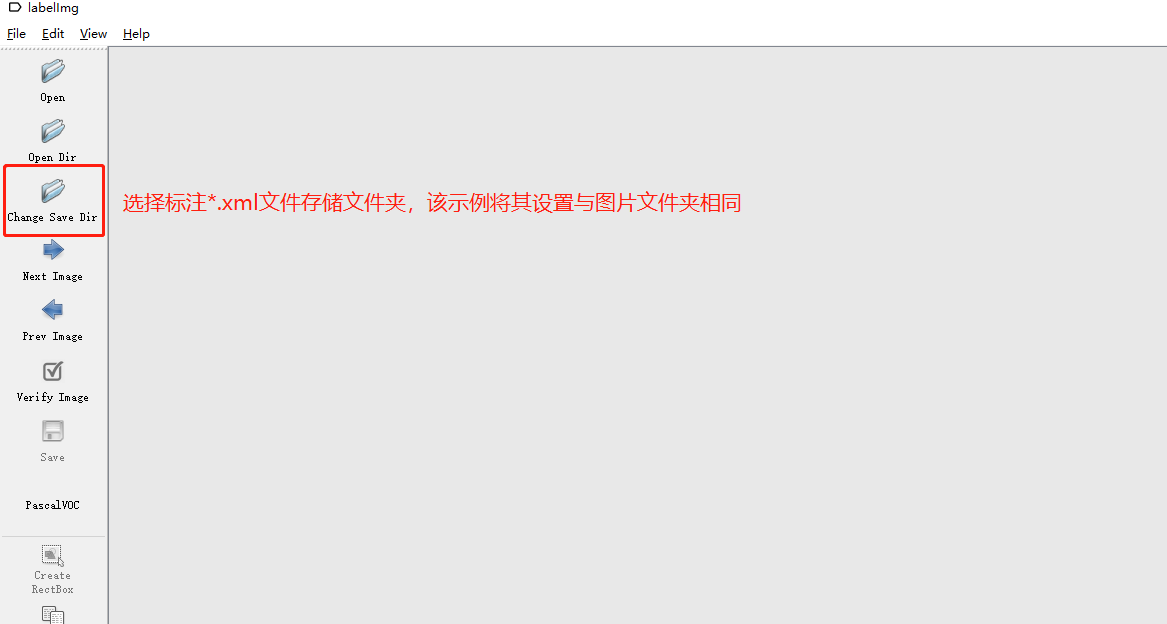 labelImg
File Edit View Help
Open
Open Dir
Change Save Dir
选择标注*.xml文件存储文件夹，该示例将其设置与图片文件夹相同
Next Image
Prev Image
Verify Image
Save
PascalVOC
Create
RectBox